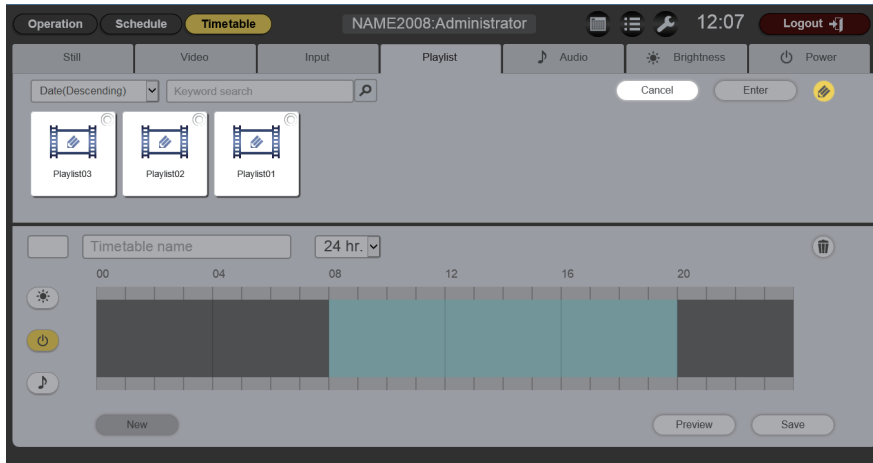 Operation Schedule Timetable NAME2008:Administrator 12:07 Logout
Still Video Input Playlist Audio Brightness Power
Date(Descending) Keyword search Cancel Enter
Playlist03 Playlist02 Playlist01
Timetable name 24 hr.
00 04 08 12 16 20
New Preview Save